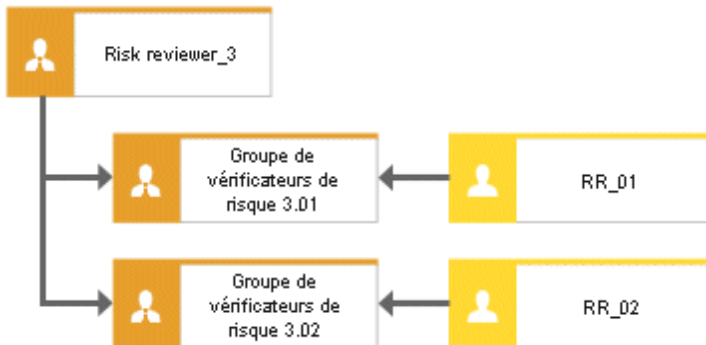 Risk reviewer_3
Groupe de
vérificateurs de
risque 3.01
RR_01
Groupe de
vérificateurs de
risque 3.02
RR_02